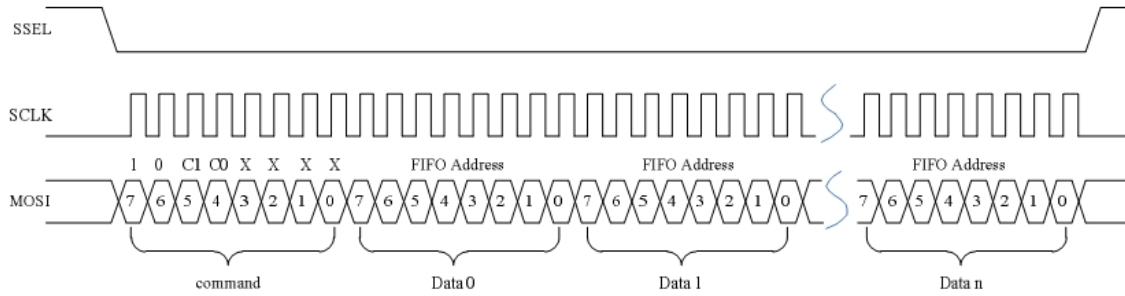 SSEL
SCLK
1 0 C1 C0 X X X X FIFO Address FIFO Address FIFO Address
MOSI 7 6 5 4 3 2 1 0 7 6 5 4 3 2 1 0 7 6 5 4 3 2 1 0 7 6 5 4 3 2 1 0
command Data 0 Data 1 Data n